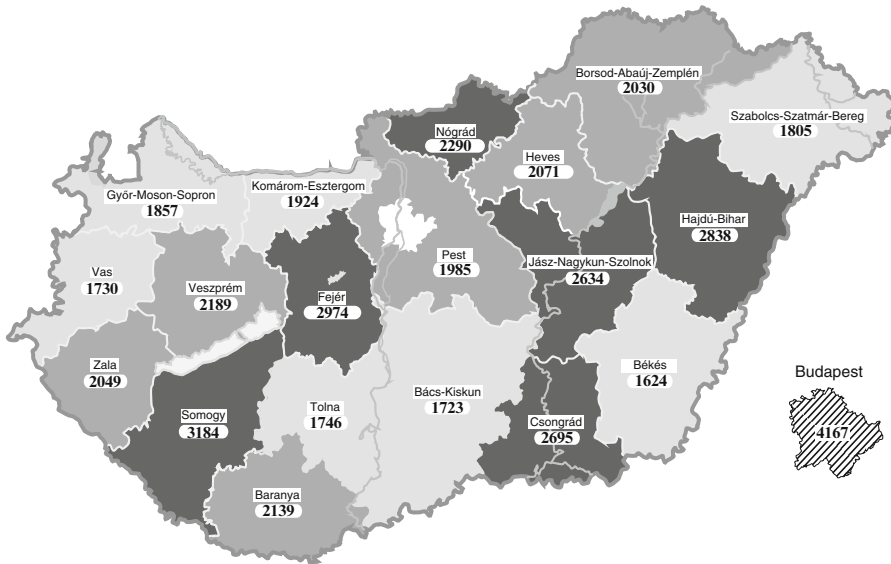 Borsod-Abaúj-Zemplén
2030
Szabolcs-Szatmár-Bereg
1805
Nógrád
2290
Heves
2071
Komárom-Esztergom
1924
Győr-Moson-Sopron
1857
Hajdú-Bihar
2838
Pest
1985
Jász-Nagykun-Szolnok
2634
Vas
1730
Veszprém
2189
Fejér
2974
Zala
2049
Békés
1624
Budapest
4167
Bács-Kiskun
1723
Tolna
1746
Somogy
3184
Csongrád
2695
Baranya
2139